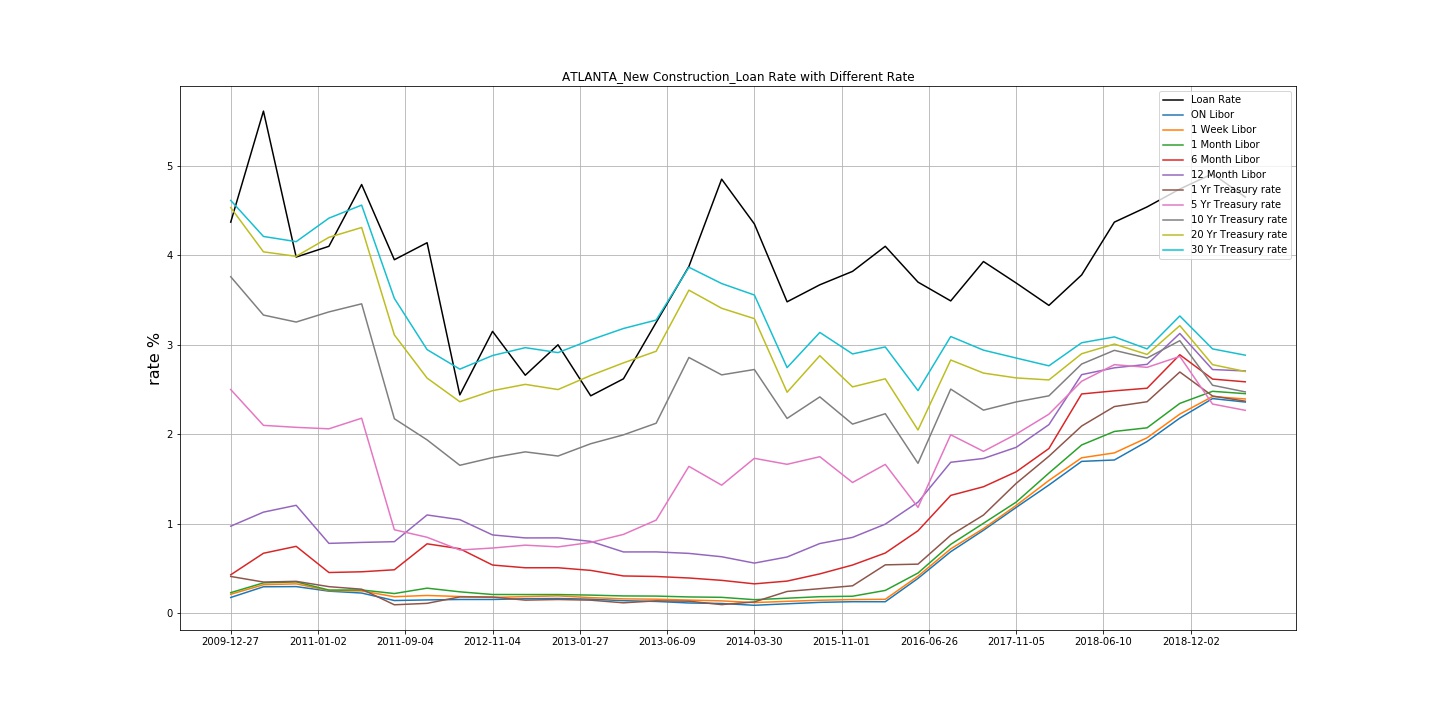 ATLANTA_New Construction_Loan Rate with Different Rate
Loan Rate
ON Libor
1 Week Libor
1 Month Libor
6 Month Libor
12 Month Libor
1 Yr Treasury rate
5 Yr Treasury rate
10 Yr Treasury rate
20 Yr Treasury rate
30 Yr Treasury rate
rate %
5
4
3
2
1
0
2009-12-27 2011-01-02 2011-09-04 2012-11-04 2013-01-27 2013-06-09 2014-03-30 2015-11-01 2016-06-26 2017-11-05 2018-06-10 2018-12-02